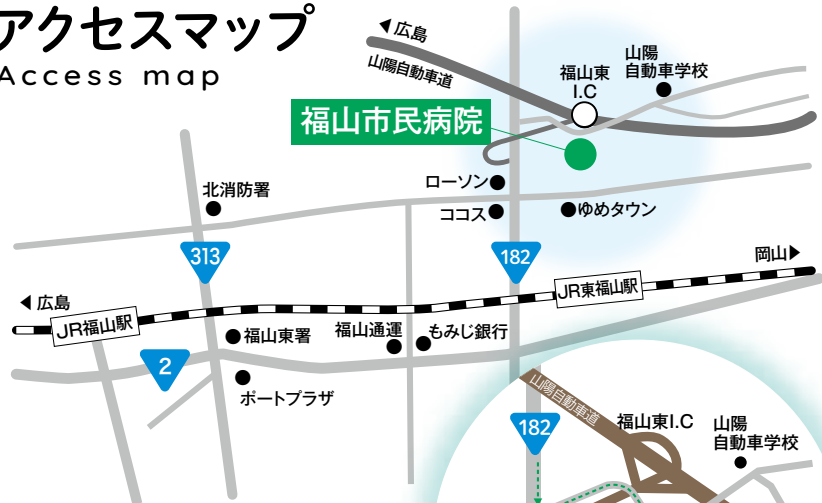 アクセスマップ
Access map
◀広島
山陽自動車道
福山東
I.C
山陽
自動車学校
福山市民病院
ローソン
ココス
ゆめタウン
北消防署
313
182
岡山▶
◀広島
JR福山駅
JR東福山駅
福山東署
福山通運
もみじ銀行
2
ポートプラザ
山陽自動車道
182
福山東I.C
山陽
自動車学校